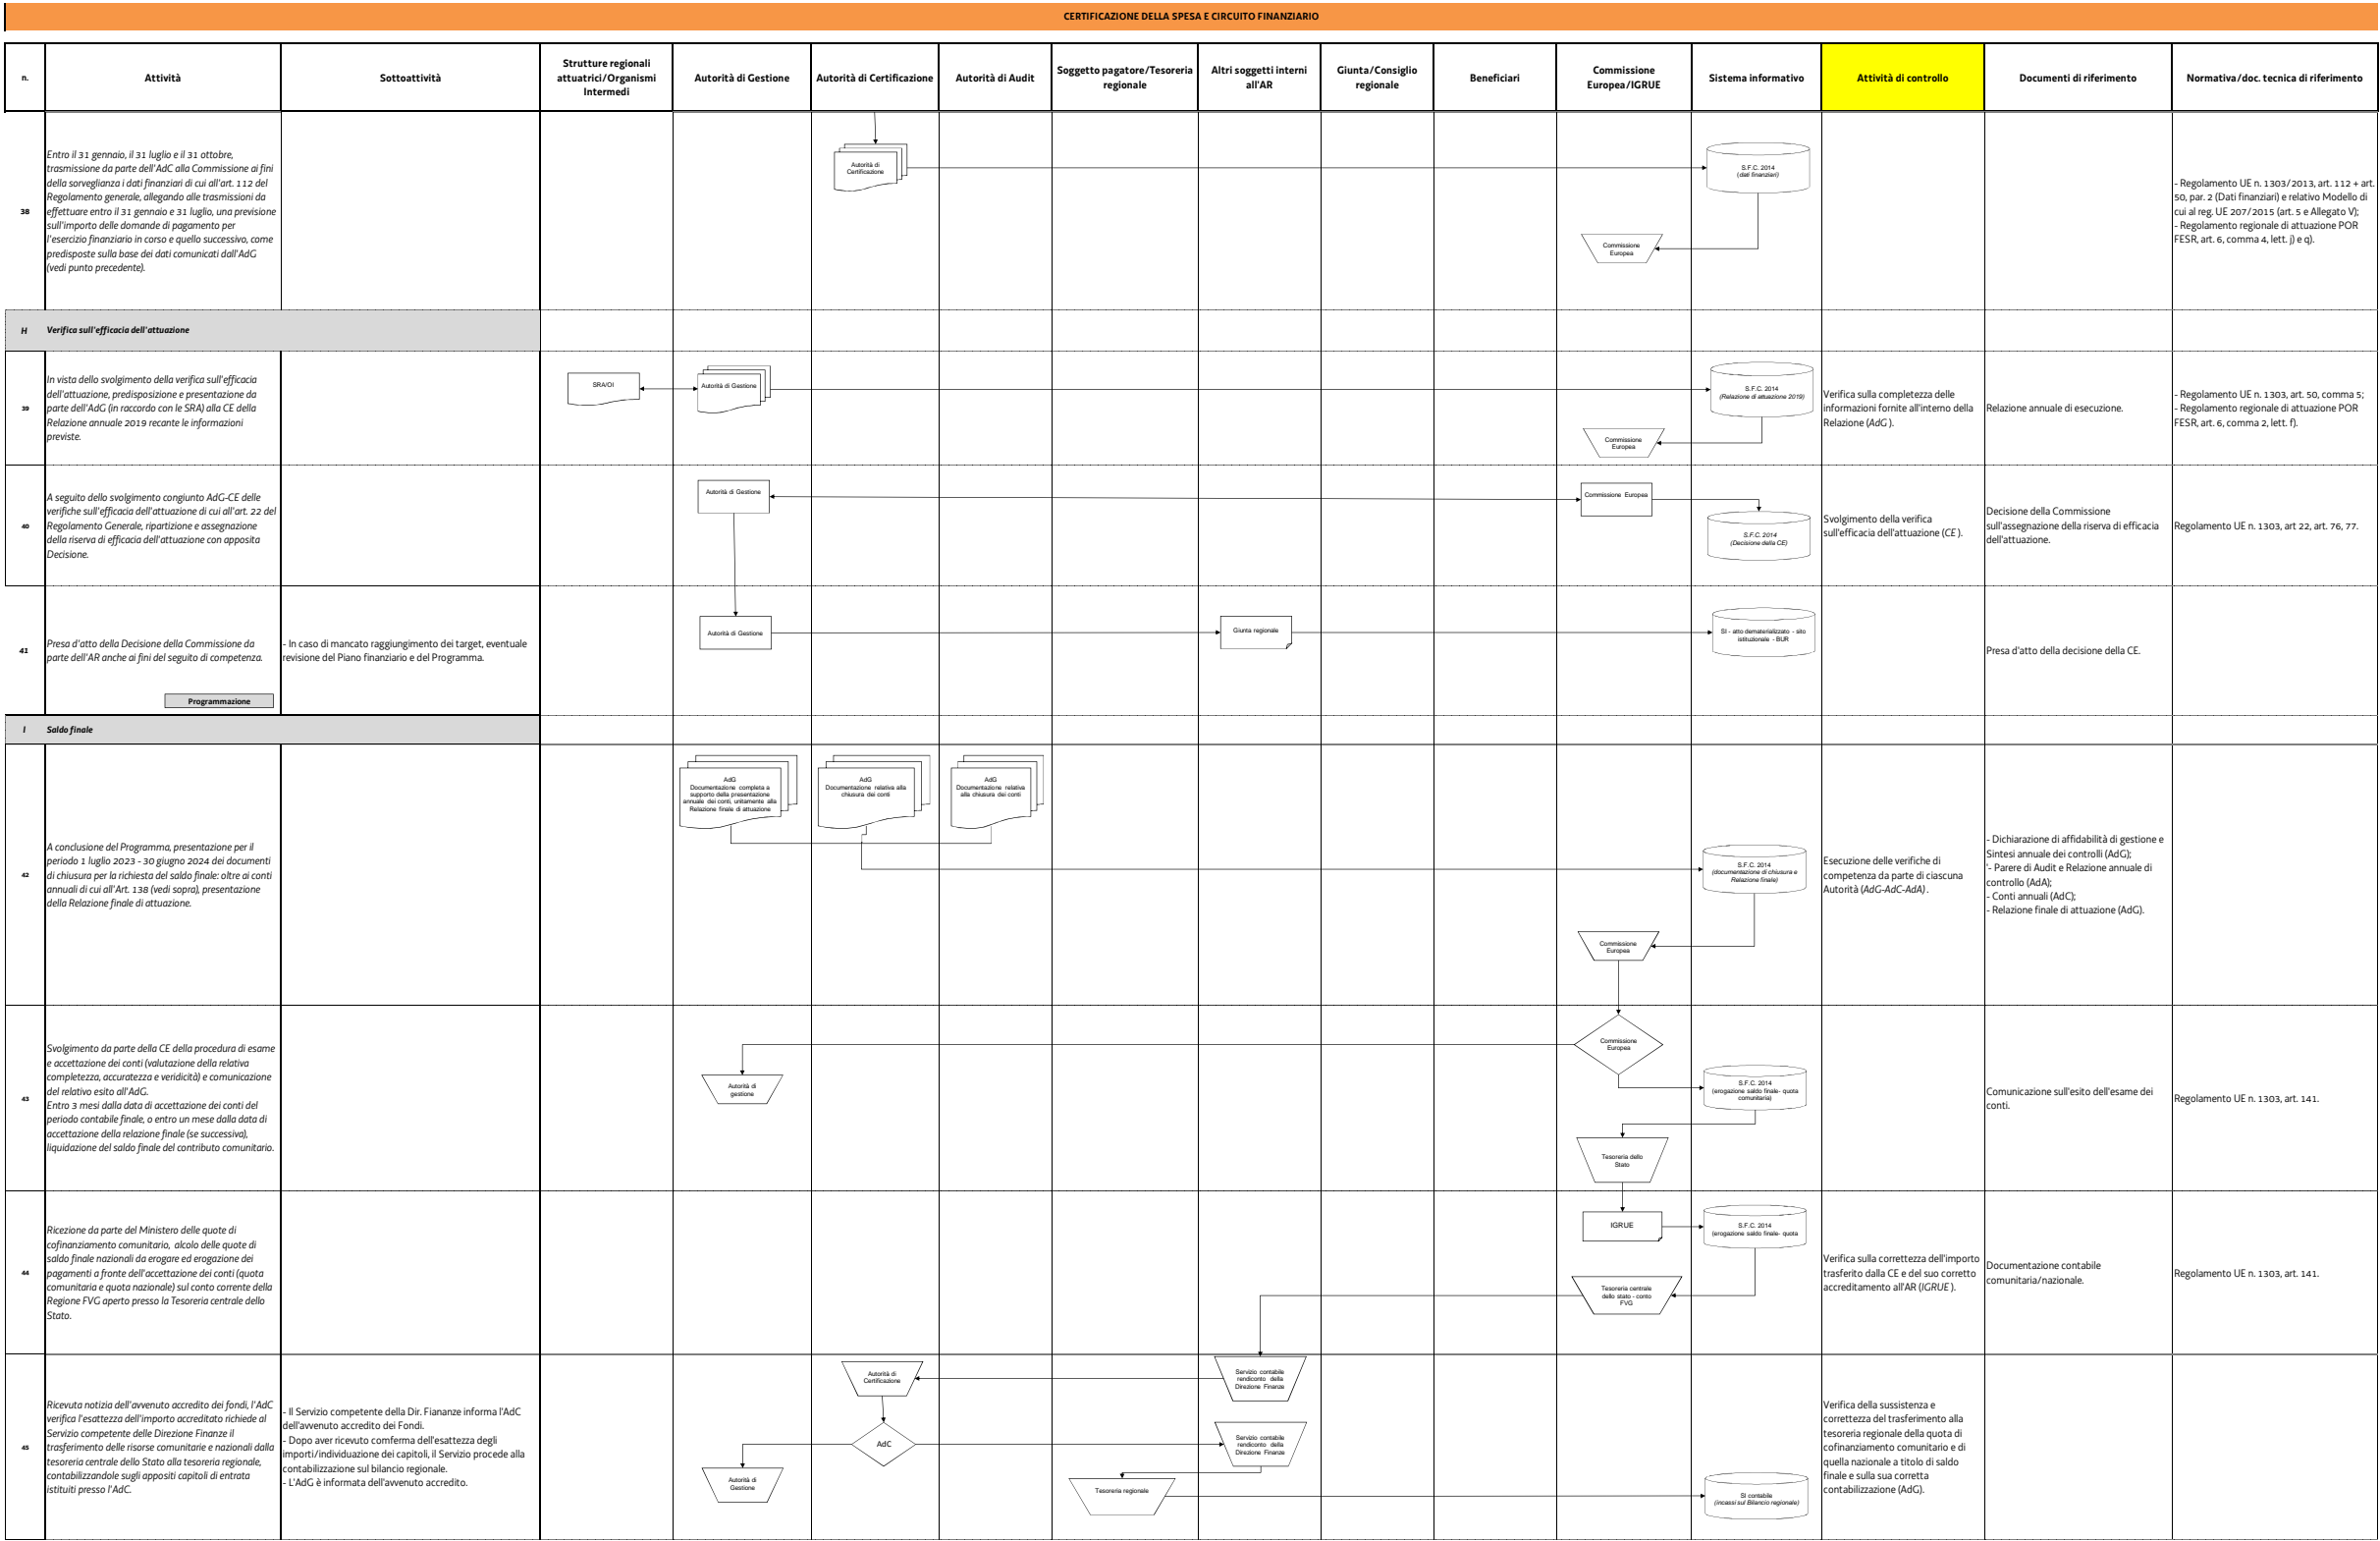 CERTIFICAZIONE DELLA SPESA E CIRCUITO FINANZIARIO
n.
Attività
Sottoattività
Strutture regionali
attuatrici/Organismi
Intermedi
Autorità di Gestione
Autorità di Certificazione
Autorità di Audit
Soggetto pagatore/Tesoreria
regionale
Altri soggetti interni
all'AR
Giunta/Consiglio
regionale
Beneficiari
Commissione
Europea/IGRUE
Sistema informativo
Attività di controllo
Documenti di riferimento
Normativa/doc. tecnica di riferimento
38
Entro il 31 gennaio, il 31 luglio e il 31 ottobre,
trasmissione da parte dell'AdC alla Commissione ai fini
della sorveglianza i dati finanziari di cui all'art. 112 del
Regolamento generale, allegando alle trasmissioni da
effettuare entro il 31 gennaio e 31 luglio, una previsione
sull'importo delle domande di pagamento per
l'esercizio finanziario in corso e quello successivo, come
predisposte sulla base dei dati comunicati dall'AdG
(vedi punto precedente).
Autorità di
Certificazione
S.F.C. 2014
(dati finanziari)
Commissione
Europea
- Regolamento UE n. 1303/2013, art. 112 + art.
50, par. 2 (Dati finanziari) e relativo Modello di
cui al reg. UE 207/2015 (art. 5 e Allegato V);
- Regolamento regionale di attuazione POR
FESR, art. 6, comma 4, lett. j) e q).
H
Verifica sull'efficacia dell'attuazione
39
In vista dello svolgimento della verifica sull'efficacia
dell'attuazione, predisposizione e presentazione da
parte dell'AdG (in raccordo con le SRA) alla CE della
Relazione annuale 2019 recante le informazioni
previste.
SRA/OI
Autorità di Gestione
S.F.C. 2014
(Relazione di attuazione 2019)
Commissione
Europea
Verifica sulla completezza delle
informazioni fornite all'interno della
Relazione (AdG ).
Relazione annuale di esecuzione.
- Regolamento UE n. 1303, art. 50, comma 5;
- Regolamento regionale di attuazione POR
FESR, art. 6, comma 2, lett. f).
40
A seguito dello svolgimento congiunto AdG-CE delle
verifiche sull'efficacia dell'attuazione di cui all'art. 22 del
Regolamento Generale, ripartizione e assegnazione
della riserva di efficacia dell'attuazione con apposita
Decisione.
Autorità di Gestione
Commissione Europea
S.F.C. 2014
(Decisione della CE)
Svolgimento della verifica
sull'efficacia dell'attuazione (CE ).
Decisione della Commissione
sull'assegnazione della riserva di efficacia
dell'attuazione.
Regolamento UE n. 1303, art 22, art. 76, 77.
41
Presa d'atto della Decisione della Commissione da
parte dell'AR anche ai fini del seguito di competenza.
Programmazione
- In caso di mancato raggiungimento dei target, eventuale
revisione del Piano finanziario e del Programma.
Autorità di Gestione
Giunta regionale
SI - atto dematerializzato - sito
istituzionale - BUR
Presa d'atto della decisione della CE.
I
Saldo finale
42
A conclusione del Programma, presentazione per il
periodo 1 luglio 2023 - 30 giugno 2024 dei documenti
di chiusura per la richiesta del saldo finale: oltre ai conti
annuali di cui all'Art. 138 (vedi sopra), presentazione
della Relazione finale di attuazione.
AdG
Documentazione completa a
supporto della presentazione
annuale dei conti, unitamente alla
Relazione finale di attuazione
AdG
Documentazione relativa alla
chiusura dei conti
AdG
Documentazione relativa
alla chiusura dei conti
S.F.C. 2014
(documentazione di chiusura e
Relazione finale)
Commissione
Europea
Esecuzione delle verifiche di
competenza da parte di ciascuna
Autorità (AdG-AdC-AdA) .
- Dichiarazione di affidabilità di gestione e
Sintesi annuale dei controlli (AdG);
'- Parere di Audit e Relazione annuale di
controllo (AdA);
- Conti annuali (AdC);
- Relazione finale di attuazione (AdG).
43
Svolgimento da parte della CE della procedura di esame
e accettazione dei conti (valutazione della relativa
completezza, accuratezza e veridicità) e comunicazione
del relativo esito all'AdG.
Entro 3 mesi dalla data di accettazione dei conti del
periodo contabile finale, o entro un mese dalla data di
accettazione della relazione finale (se successiva),
liquidazione del saldo finale del contributo comunitario.
Autorità di
gestione
Commissione
Europea
S.F.C. 2014
(erogazione saldo finale- quota
comunitaria)
Tesoreria dello
Stato
Comunicazione sull'esito dell'esame dei
conti.
Regolamento UE n. 1303, art. 141.
44
Ricezione da parte del Ministero delle quote di
cofinanziamento comunitario, alcolo delle quote di
saldo finale nazionali da erogare ed erogazione dei
pagamenti a fronte dell'accettazione dei conti (quota
comunitaria e quota nazionale) sul conto corrente della
Regione FVG aperto presso la Tesoreria centrale dello
Stato.
IGRUE
S.F.C. 2014
(erogazione saldo finale- quota
Tesoreria centrale
dello stato - conto
FVG
Verifica sulla correttezza dell'importo
trasferito dalla CE e del suo corretto
accreditamento all'AR (IGRUE ).
Documentazione contabile
comunitaria/nazionale.
Regolamento UE n. 1303, art. 141.
45
Ricevuta notizia dell'avvenuto accredito dei fondi, l'AdC
verifica l'esattezza dell'importo accreditato richiede al
Servizio competente delle Direzione Finanze il
trasferimento delle risorse comunitarie e nazionali dalla
tesoreria centrale dello Stato alla tesoreria regionale,
contabilizzandole sugli appositi capitoli di entrata
istituiti presso l'AdC.
- Il Servizio competente della Dir. Fiananze informa l'AdC
dell'avvenuto accredito dei Fondi.
- Dopo aver ricevuto comferma dell'esattezza degli
importi/individuazione dei capitoli, il Servizio procede alla
contabilizzazione sul bilancio regionale.
- L'AdG è informata dell'avvenuto accredito.
Autorità di
Certificazione
Servizio contabile
rendiconto della
Direzione Finanze
AdC
Servizio contabile
rendiconto della
Direzione Finanze
Autorità di
Gestione
Tesoreria regionale
SI contabile
(incassi sul Bilancio regionale)
Verifica della sussistenza e
correttezza del trasferimento alla
tesoreria regionale della quota di
cofinanziamento comunitario e di
quella nazionale a titolo di saldo
finale e sulla sua corretta
contabilizzazione (AdG).